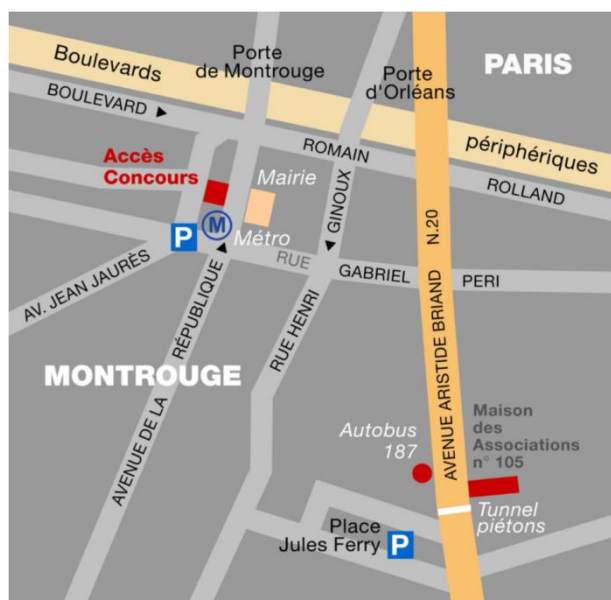 Boulevards
périphériques
Porte
de Montrouge
Porte
d'Orléans
PARIS
BOULEVARD
ROMAIN
ROLLAND
Accès
Concours
Mairie
M
Métro
P
GINOUX
N.20
RUE
GABRIEL
PERI
AV. JEAN JAURÈS
RÉPUBLIQUE
AVENUE DE LA
RUE HENRI
AVENUE ARISTIDE BRIAND
MONTROUGE
Autobus
187
Maison
des
Associations
n° 105
Tunnel
piétons
Place
Jules Ferry
P